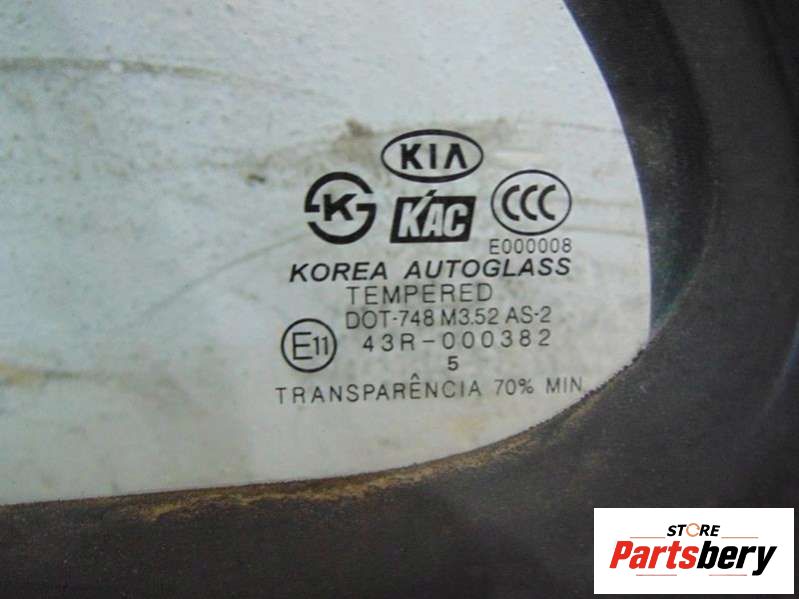 KIA
K KAC CCC
E000008
KOREA AUTOGLASS
TEMPERED
DOT-748 M3.52 AS-2
E11 43R-000382
5
TRANSPARÊNCIA 70% MIN
STORE
Partsbery